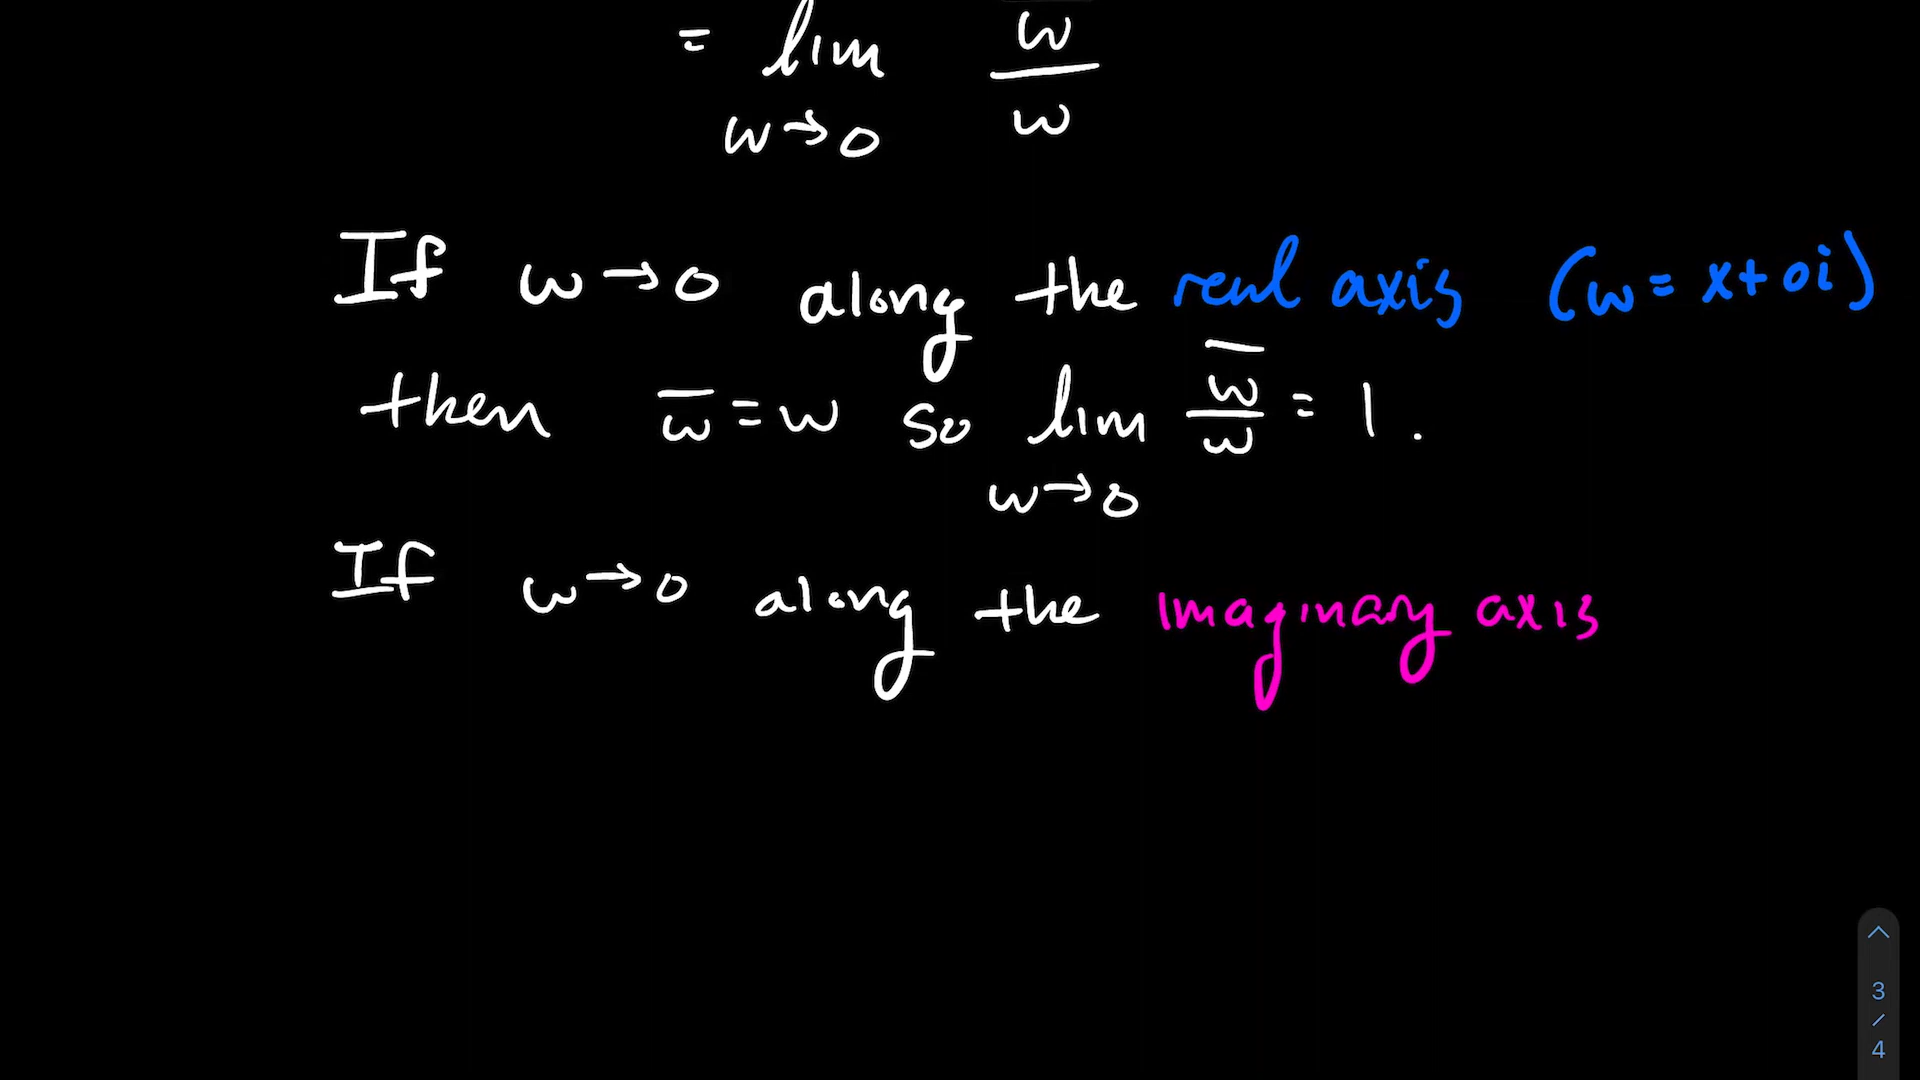 = lim w/w
w→0
If w→0 along the real axis (w = x+0i)
then w̅ = w so lim w̅/w = 1.
w→0
If w→0 along the imaginary axis
3
/
4